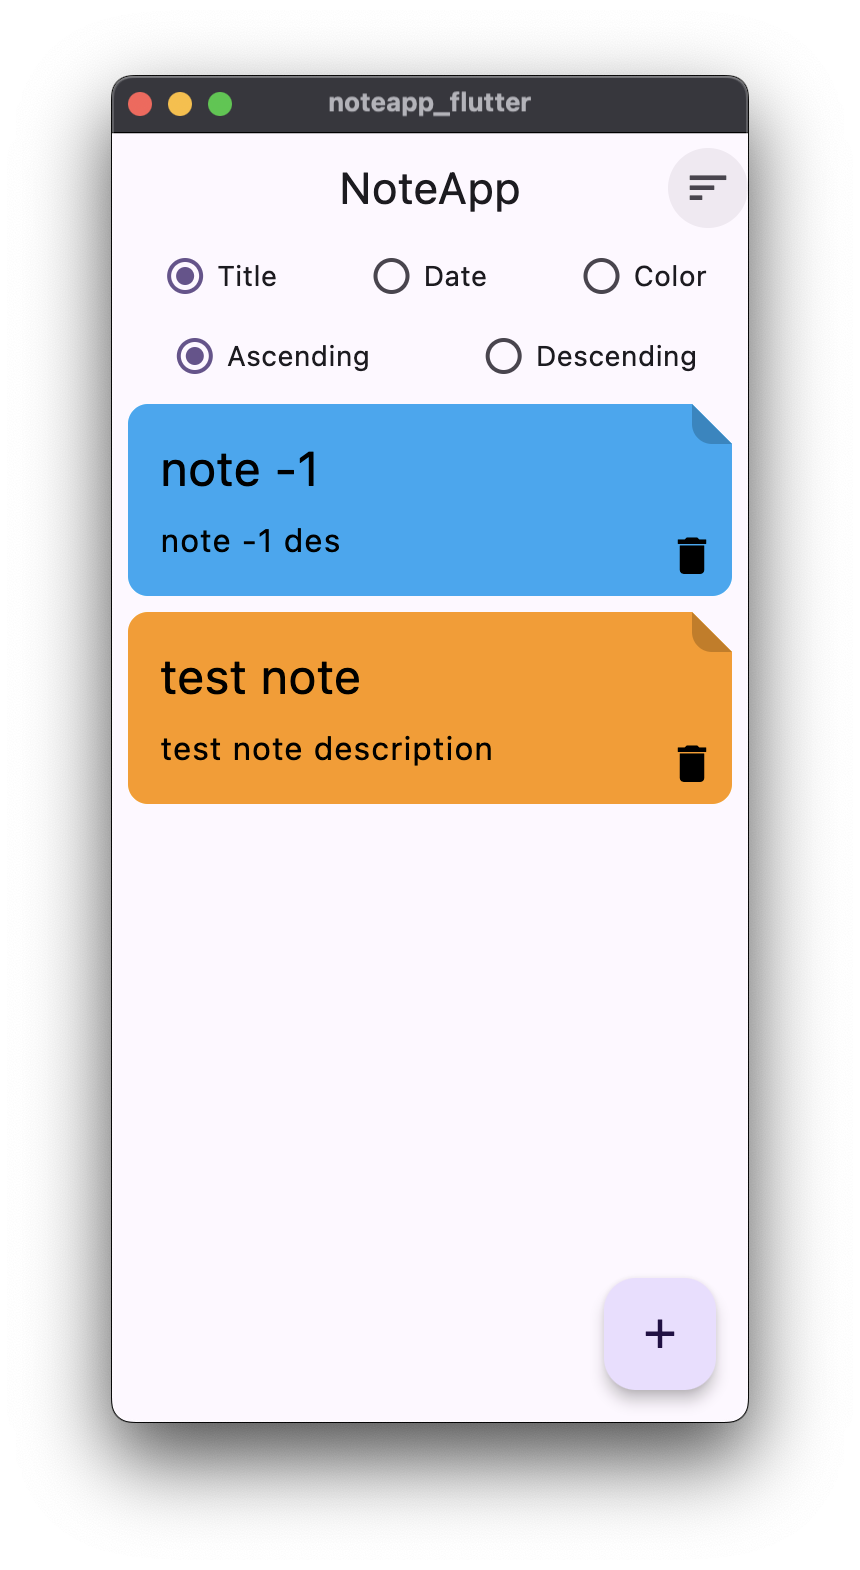 noteapp_flutter
NoteApp
Title Date Color
Ascending Descending
note -1
note -1 des
test note
test note description